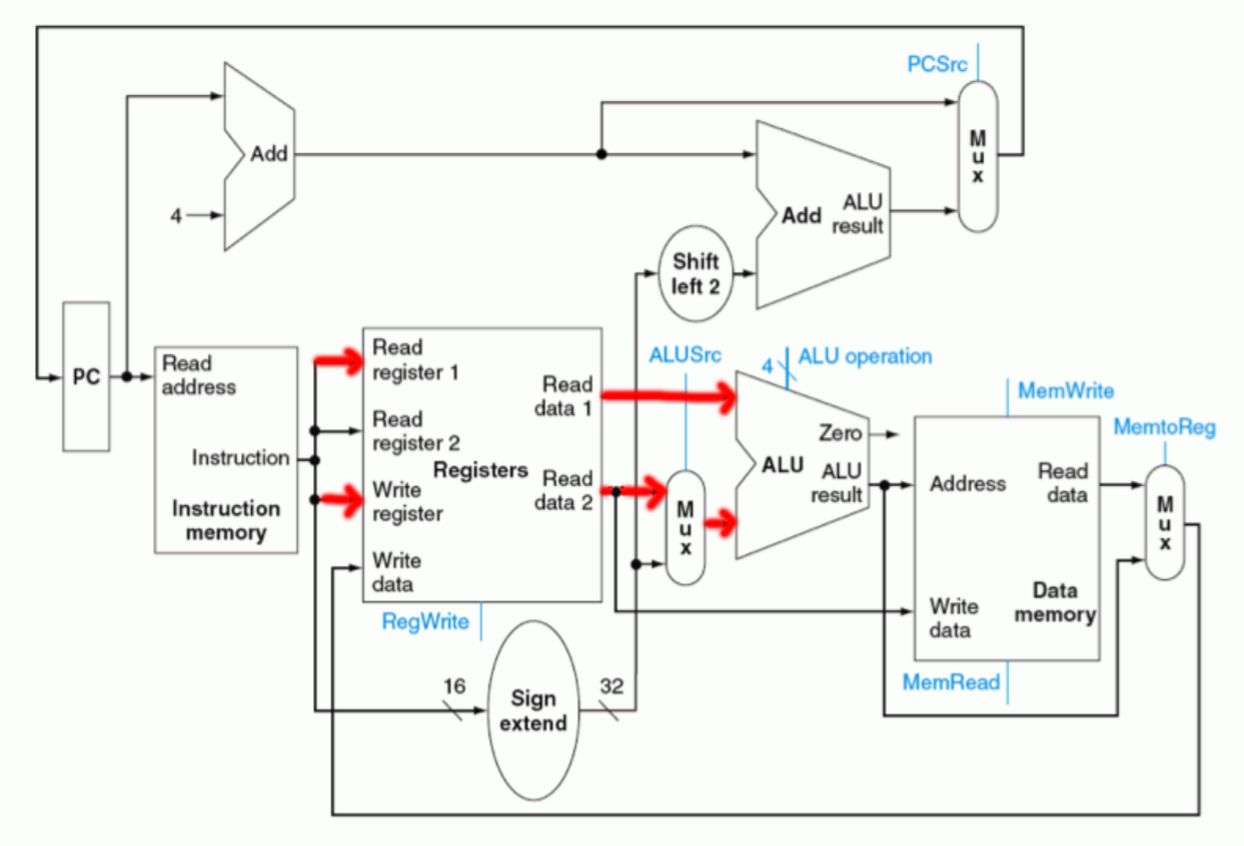 PCSrc
M
u
x
Add
4
Add
ALU
result
Shift
left 2
PC
Read
address
Instruction
Instruction
memory
Read
register 1
Read
register 2
Registers
Write
register
Write
data
Read
data 1
Read
data 2
RegWrite
16
Sign
extend
32
ALUSrc
M
u
x
4
ALU operation
Zero
ALU
ALU
result
MemWrite
Address
Read
data
Write
data
Data
memory
MemRead
MemtoReg
M
u
x